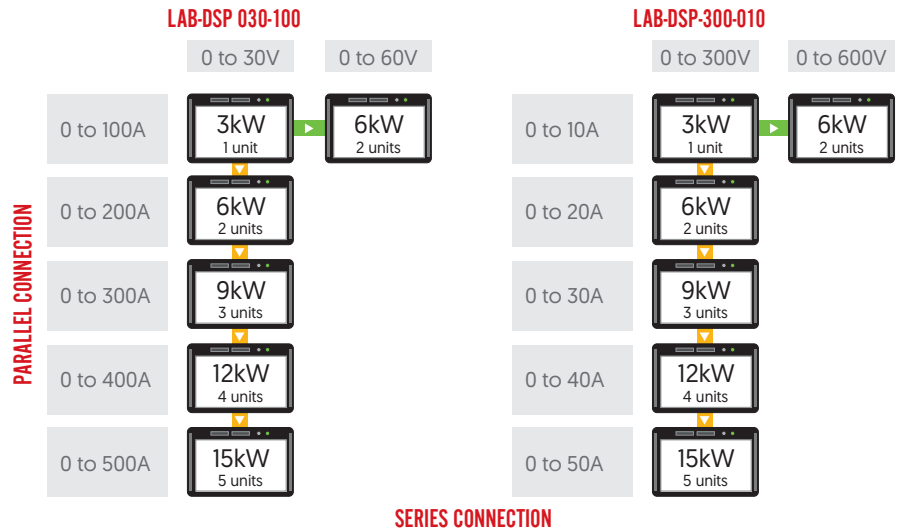 LAB-DSP 030-100
0 to 30V
0 to 60V
0 to 100A
3kW
1 unit
6kW
2 units
0 to 200A
6kW
2 units
0 to 300A
9kW
3 units
0 to 400A
12kW
4 units
0 to 500A
15kW
5 units
PARALLEL CONNECTION
LAB-DSP-300-010
0 to 300V
0 to 600V
0 to 10A
3kW
1 unit
6kW
2 units
0 to 20A
6kW
2 units
0 to 30A
9kW
3 units
0 to 40A
12kW
4 units
0 to 50A
15kW
5 units
SERIES CONNECTION